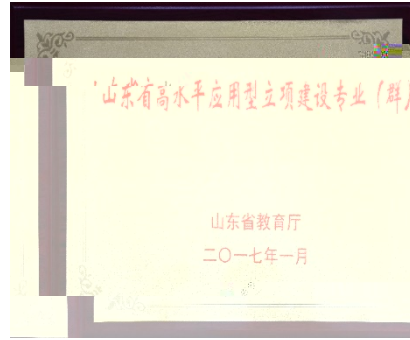 山东省高水平应用型立项建设专业(群)
山东省教育厅
二〇一七年一月